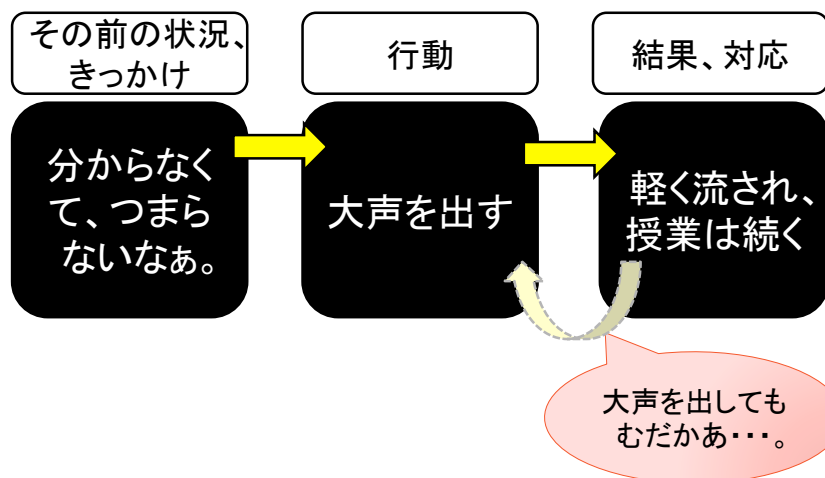 その前の状況、
きっかけ
行動
結果、対応
分からなく
て、つまら
ないなぁ。
大声を出す
軽く流され、
授業は続く
大声を出しても
むだかあ・・・。